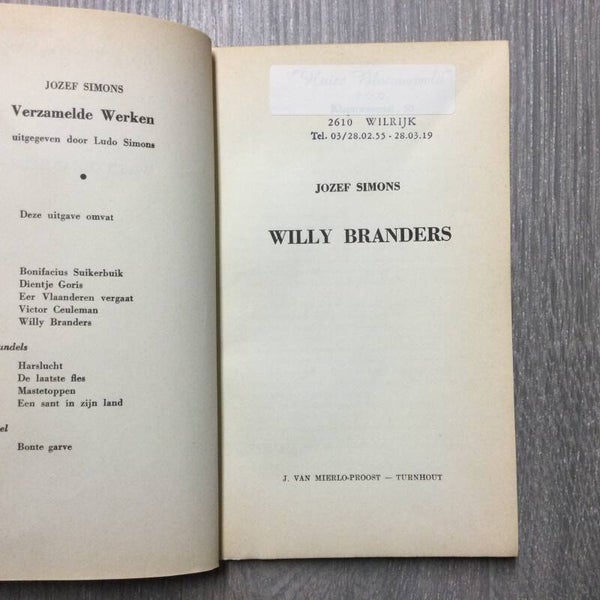 JOZEF SIMONS
Verzamelde Werken
uitgegeven door Ludo Simons
Deze uitgave omvat
Bonifacius Suikerbuik
Dientje Goris
Eer Vlaanderen vergaat
Victor Ceuleman
Willy Branders
undels
Harslucht
De laatste fles
Mastetoppen
Een sant in zijn land
el
Bonte garve
2610 WILRIJK
Tel. 03/28.02.55 - 28.03.19
JOZEF SIMONS
WILLY BRANDERS
J. VAN MIERLO-PROOST — TURNHOUT